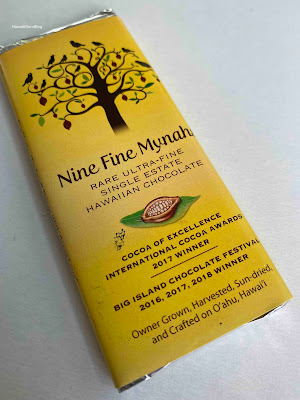 Nine Fine Mynah
RARE ULTRA-FINE
SINGLE ESTATE
HAWAIIAN CHOCOLATE
COCOA OF EXCELLENCE
INTERNATIONAL COCOA AWARDS
2017 WINNER
BIG ISLAND CHOCOLATE FESTIVAL
2016, 2017, 2018 WINNER
Owner Grown, Harvested, Sun-dried,
and Crafted on O'ahu, Hawai'i